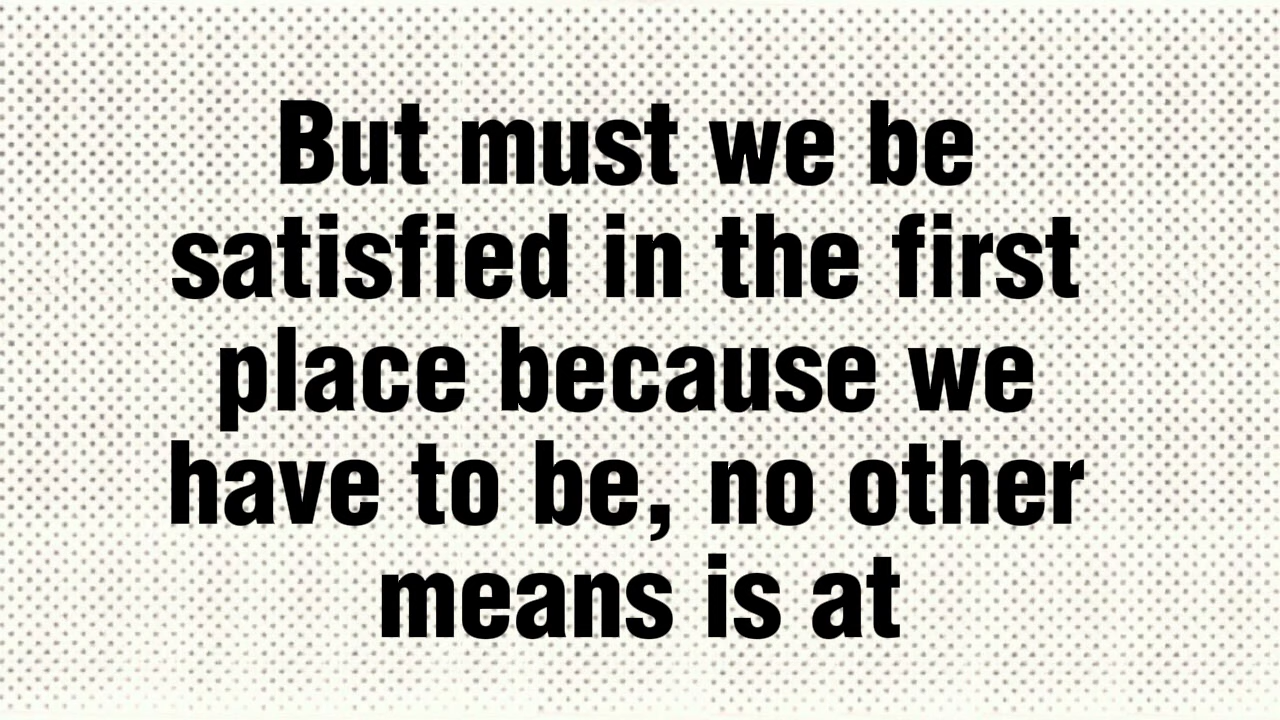 But must we be
satisfied in the first
place because we
have to be, no other
means is at